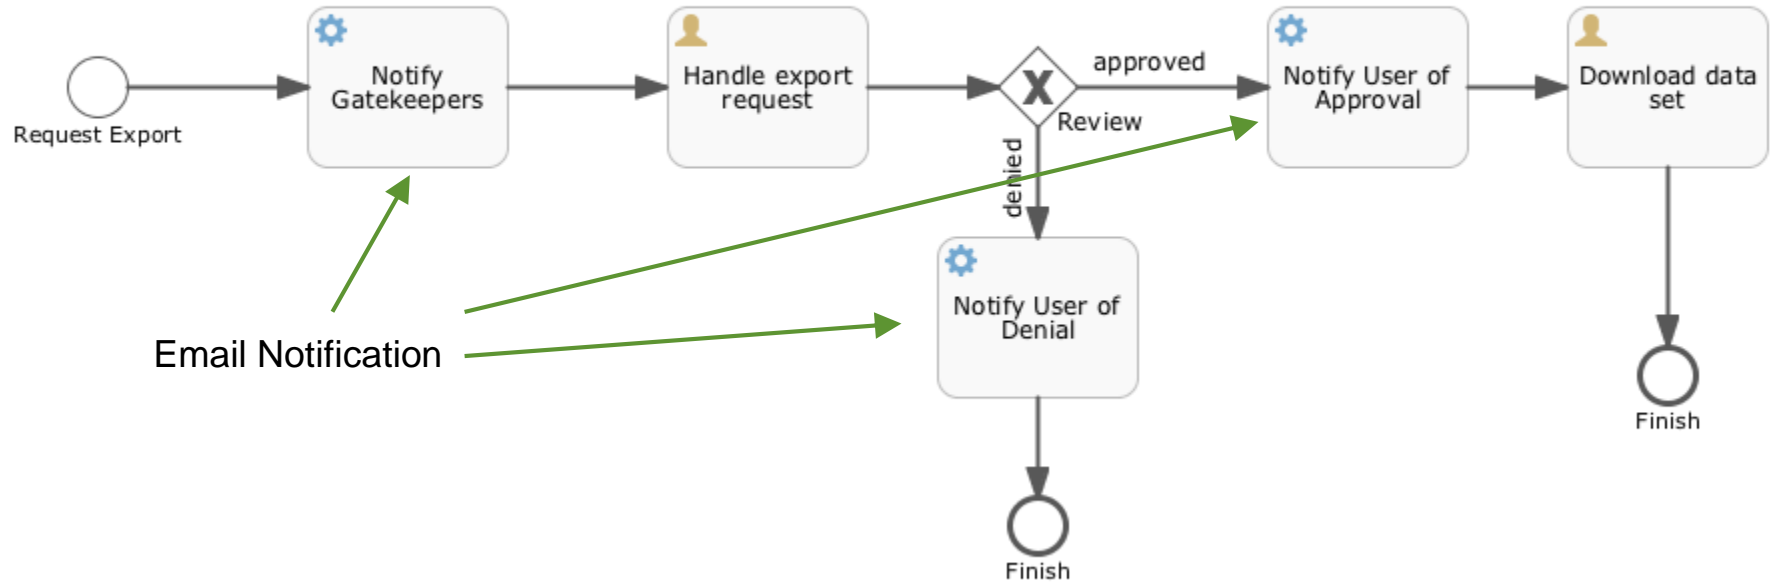 Notify
Gatekeepers
Handle export
request
approved
Notify User of
Approval
Download data
set
Request Export
Review
denied
Notify User of
Denial
Email Notification
Finish
Finish